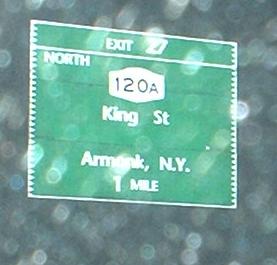 EXIT 27
NORTH
120A
King St
Armonk, N.Y.
1 MILE